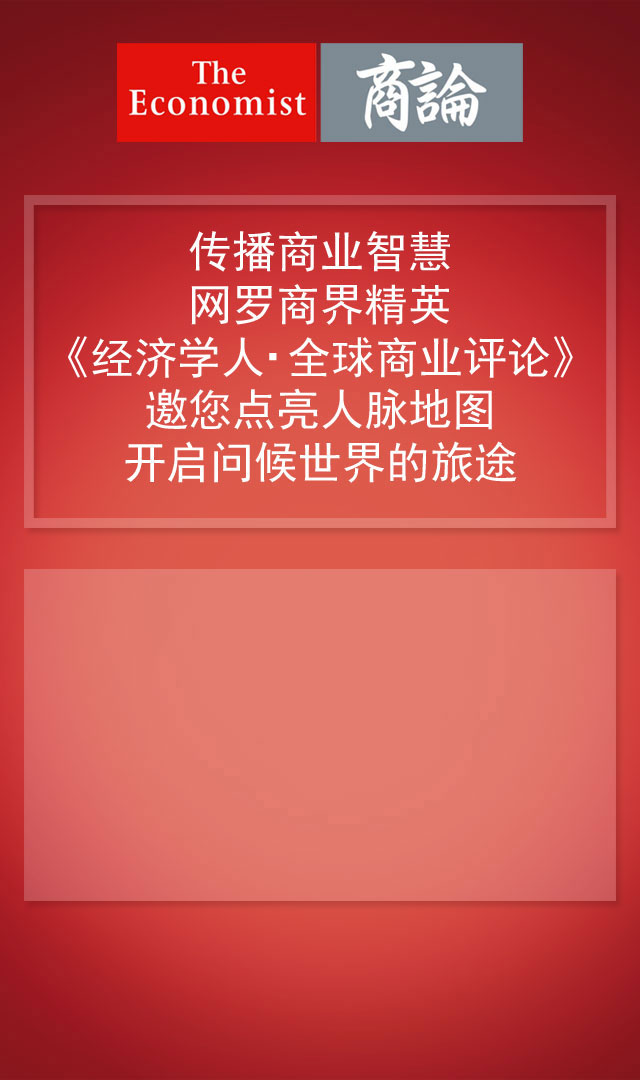 The
Economist
商論
传播商业智慧
网罗商界精英
《经济学人·全球商业评论》
邀您点亮人脉地图
开启问候世界的旅途